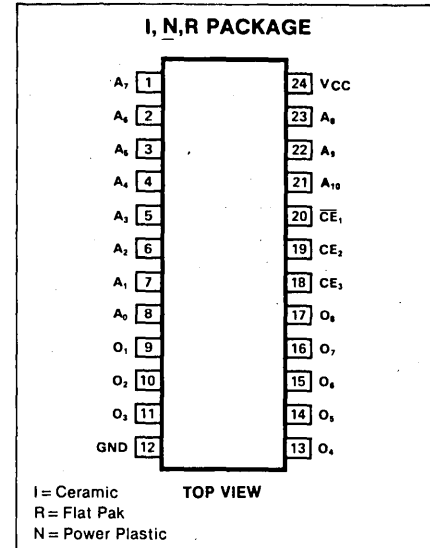 I, N,R PACKAGE
A₇ 1 24 VCC
A₆ 2 23 A₈
A₅ 3 22 A₉
A₄ 4 21 A₁₀
A₃ 5 20 C̅E̅₁
A₂ 6 19 CE₂
A₁ 7 18 CE₃
A₀ 8 17 O₈
O₁ 9 16 O₇
O₂ 10 15 O₆
O₃ 11 14 O₅
GND 12 13 O₄
I = Ceramic TOP VIEW
R = Flat Pak
N = Power Plastic